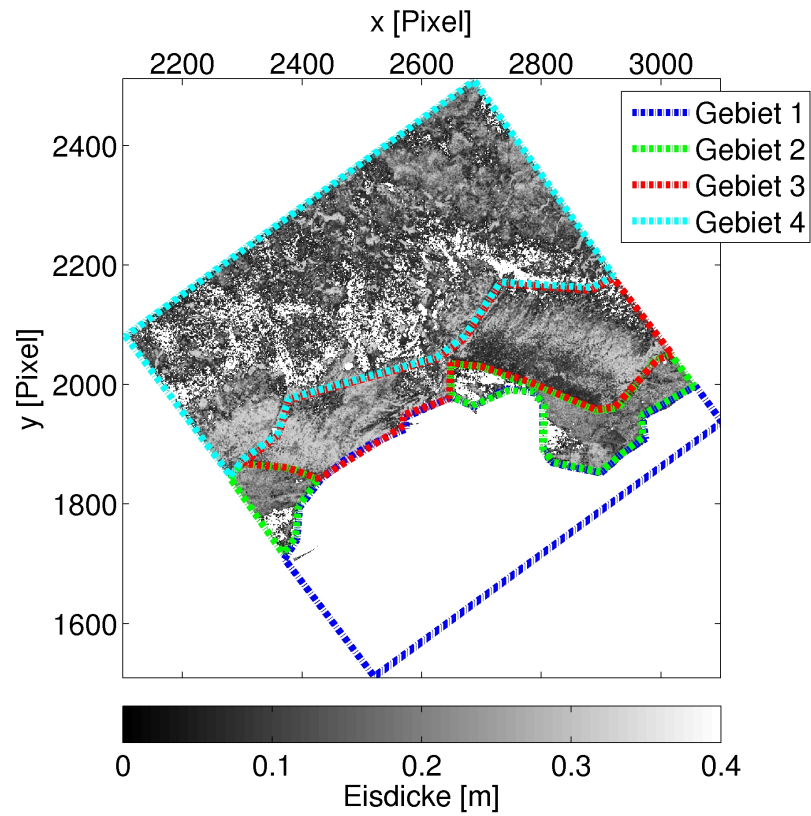 x [Pixel]
2200 2400 2600 2800 3000
Gebiet 1
Gebiet 2
Gebiet 3
Gebiet 4
y [Pixel]
2400
2200
2000
1800
1600
0 0.1 0.2 0.3 0.4
Eisdicke [m]